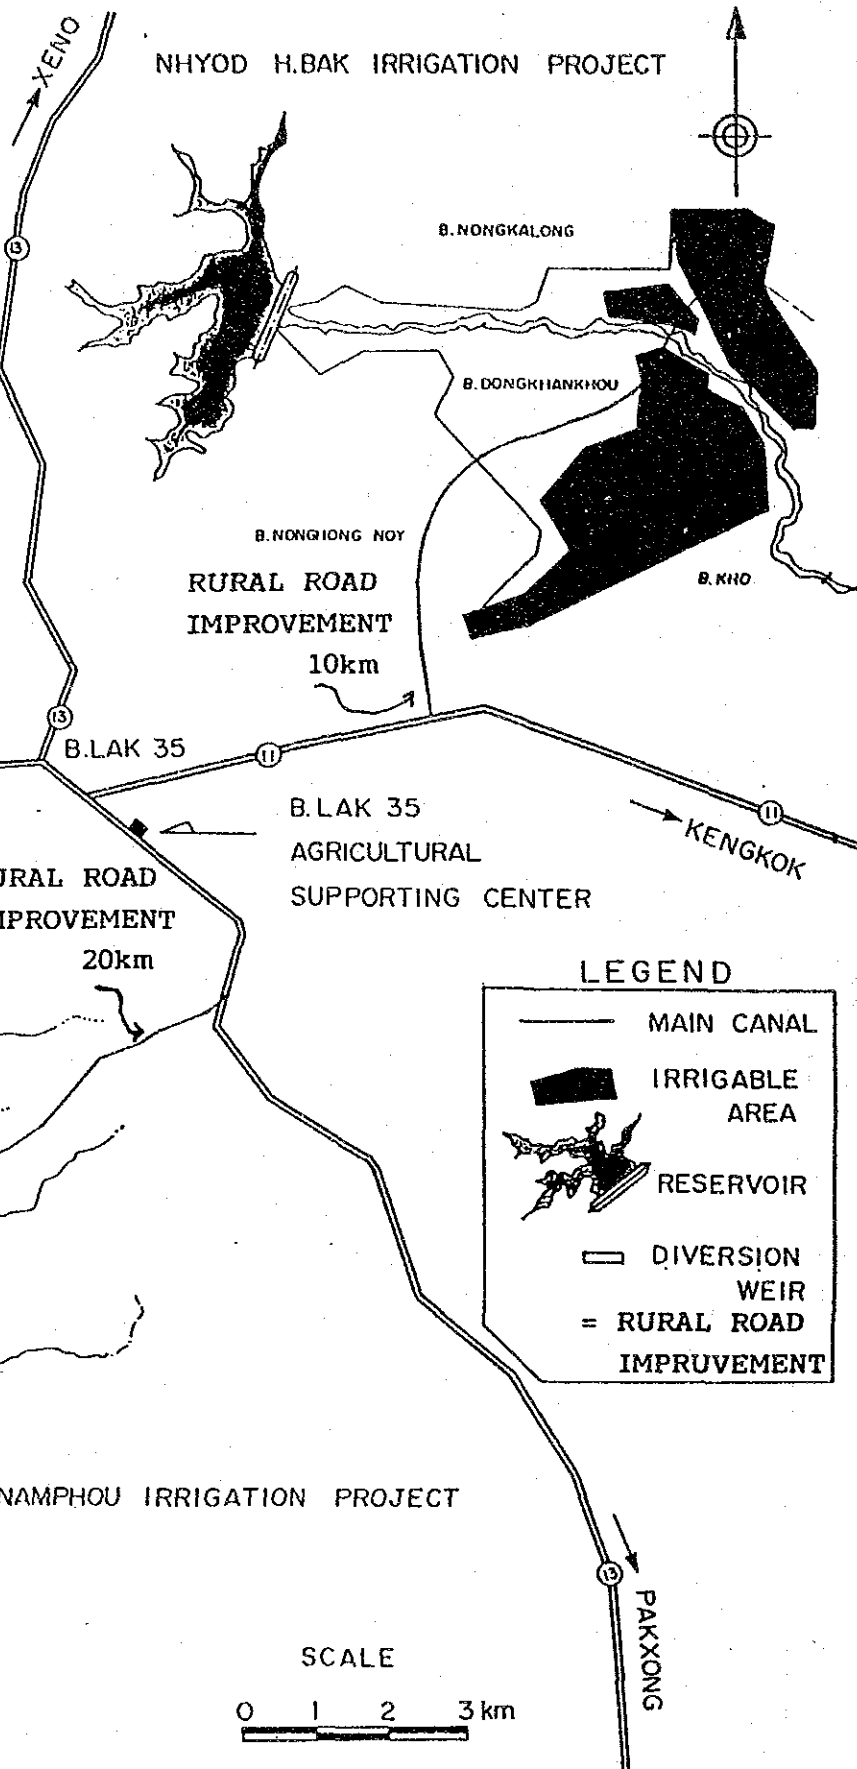 XENO
NHYOD H.BAK IRRIGATION PROJECT
13
B.NONGKALONG
B.DONGKHANKHOU
B.NONGHONG NOY
B.KHO
RURAL ROAD
IMPROVEMENT
10km
13
B.LAK 35
11
11
KENGKOK
B.LAK 35
AGRICULTURAL
SUPPORTING CENTER
URAL ROAD
MPROVEMENT
20km
LEGEND
MAIN CANAL
IRRIGABLE
AREA
RESERVOIR
DIVERSION
WEIR
= RURAL ROAD
IMPRUVEMENT
NAMPHOU IRRIGATION PROJECT
13
PAKXONG
SCALE
0 1 2 3 km